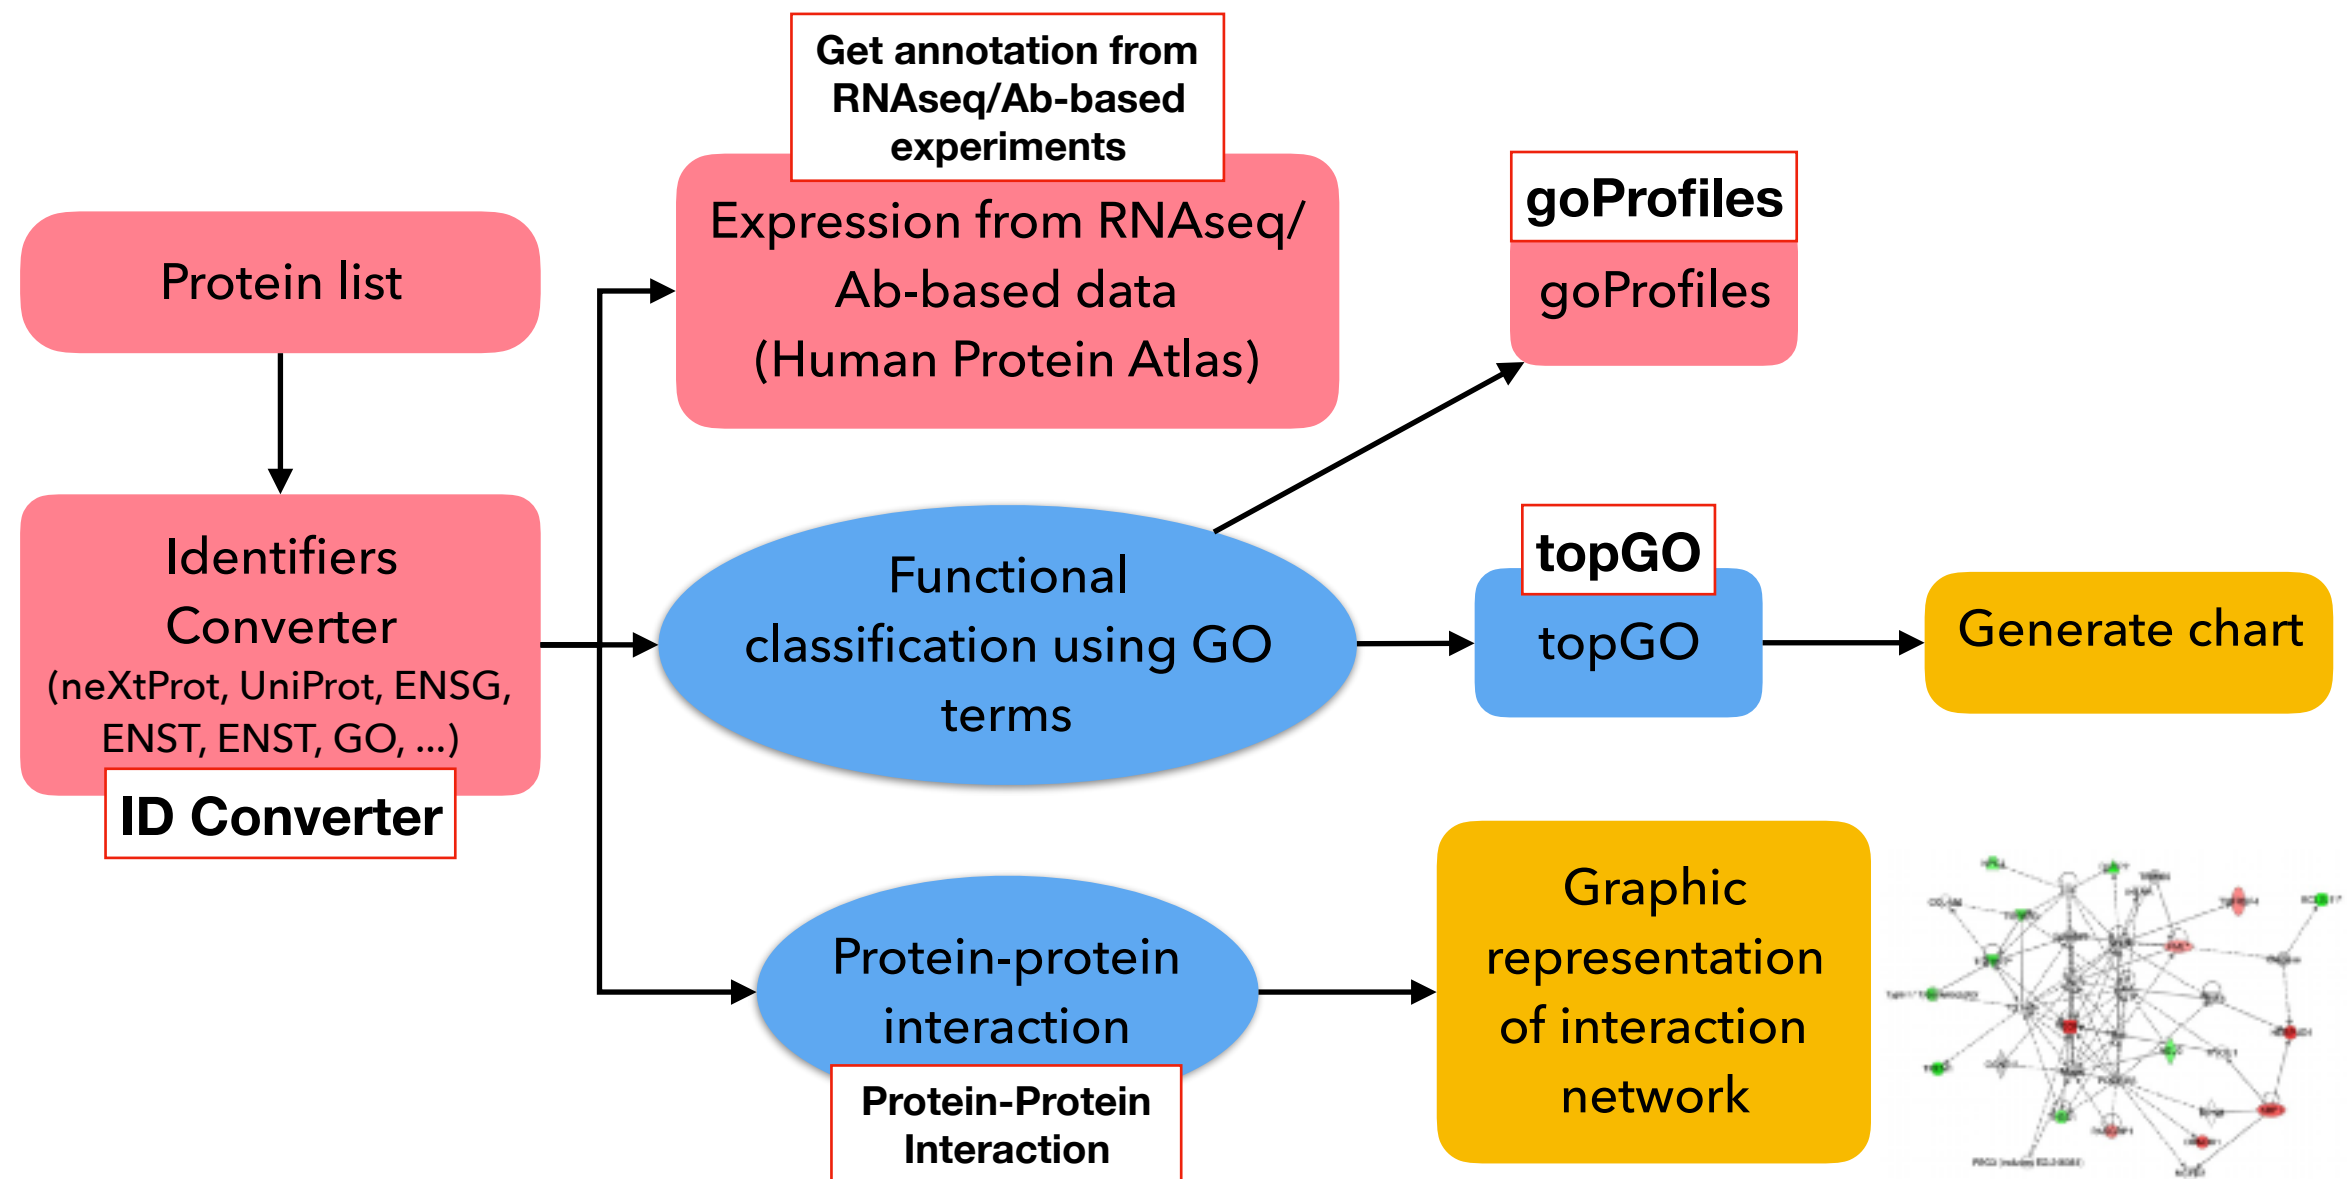 Get annotation from
RNAseq/Ab-based
experiments
Expression from RNAseq/
Ab-based data
(Human Protein Atlas)
goProfiles
goProfiles
Protein list
Identifiers
Converter
(neXtProt, UniProt, ENSG,
ENST, ENST, GO, ...)
ID Converter
Functional
classification using GO
terms
topGO
topGO
Generate chart
Protein-protein
interaction
Protein-Protein
Interaction
Graphic
representation
of interaction
network